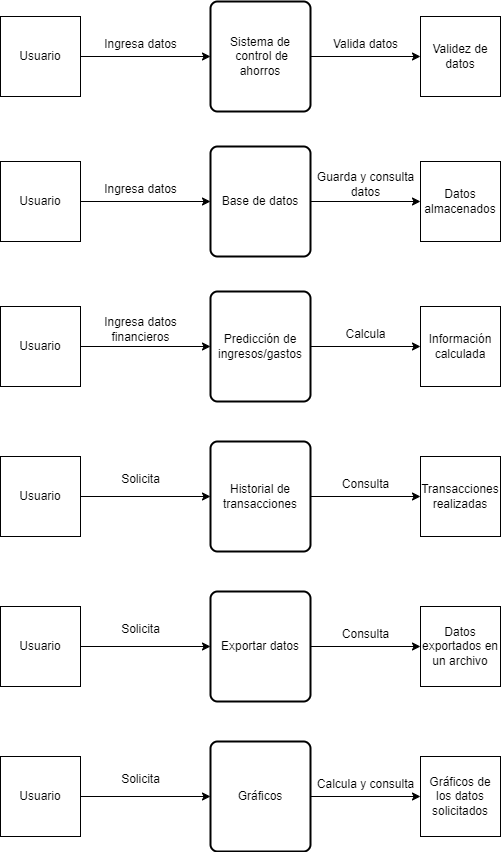 Usuario
Ingresa datos
Sistema de
control de
ahorros
Valida datos
Validez de
datos
Usuario
Ingresa datos
Base de datos
Guarda y consulta
datos
Datos
almacenados
Usuario
Ingresa datos
financieros
Predicción de
ingresos/gastos
Calcula
Información
calculada
Usuario
Solicita
Historial de
transacciones
Consulta
Transacciones
realizadas
Usuario
Solicita
Exportar datos
Consulta
Datos
exportados en
un archivo
Usuario
Solicita
Gráficos
Calcula y consulta
Gráficos de
los datos
solicitados